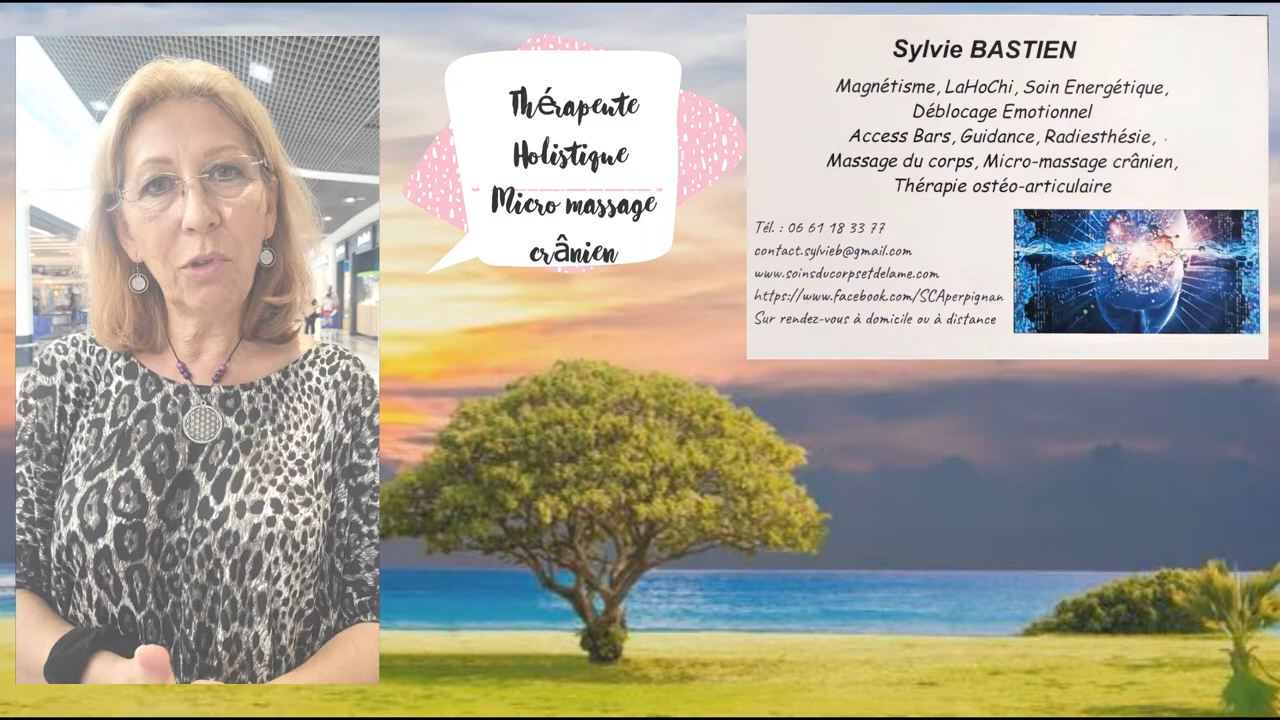 Thérapente
Holistique
Micro massage
crânien
Sylvie BASTIEN
Magnétisme, LaHoChi, Soin Energétique,
Déblocage Emotionnel
Access Bars, Guidance, Radiesthésie,
Massage du corps, Micro-massage crânien,
Thérapie ostéo-articulaire
Tél. : 06 61 18 33 77
contact.sylvieb@gmail.com
www.soinsducorpsetdelame.com
https://www.facebook.com/SCAperpignan
Sur rendez-vous à domicile ou à distance